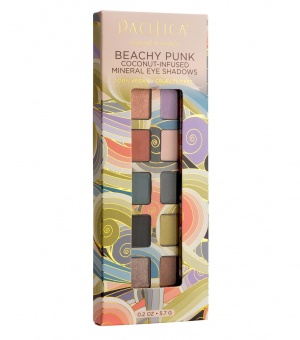 PACIFICA
BEACHY PUNK
COCONUT-INFUSED
MINERAL EYE SHADOWS
0.2 OZ • 5.7 G